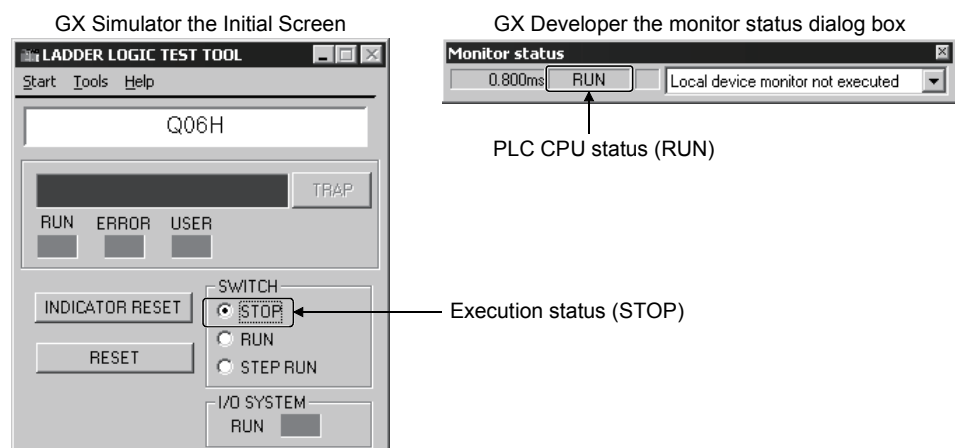 GX Simulator the Initial Screen
LADDER LOGIC TEST TOOL
Start Tools Help
Q06H
TRAP
RUN ERROR USER
INDICATOR RESET
RESET
SWITCH
STOP
RUN
STEP RUN
I/O SYSTEM
RUN
GX Developer the monitor status dialog box
Monitor status
0.800ms RUN Local device monitor not executed
PLC CPU status (RUN)
Execution status (STOP)